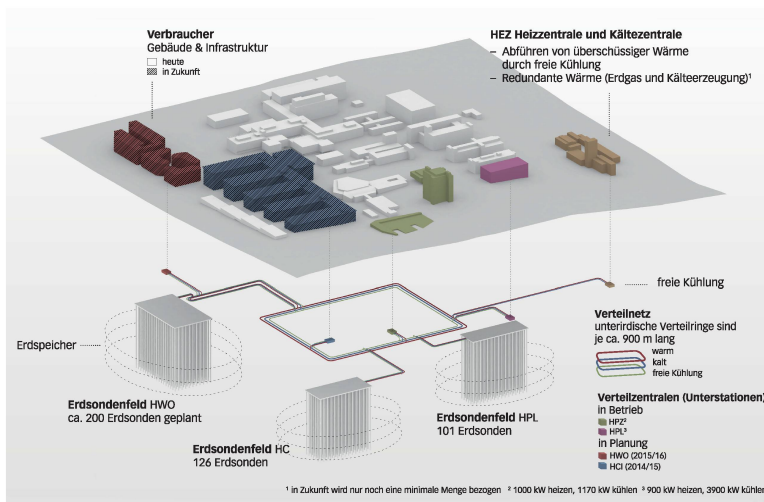 Verbraucher
Gebäude & Infrastruktur
heute
in Zukunft
HEZ Heizzentrale und Kältezentrale
– Abführen von überschüssiger Wärme
durch freie Kühlung
– Redundante Wärme (Erdgas und Kälteerzeugung)¹
freie Kühlung
Erdspeicher
Verteilnetz
unterirdische Verteilringe sind
je ca. 900 m lang
warm
kalt
freie Kühlung
Erdsondenfeld HWO
ca. 200 Erdsonden geplant
Erdsondenfeld HC
126 Erdsonden
Erdsondenfeld HPL
101 Erdsonden
Verteilzentralen (Unterstationen)
in Betrieb
HPZ²
HPL³
in Planung
HWO (2015/16)
HCI (2014/15)
¹ in Zukunft wird nur noch eine minimale Menge bezogen ² 1000 kW heizen, 1170 kW kühlen ³ 900 kW heizen, 3900 kW kühlen